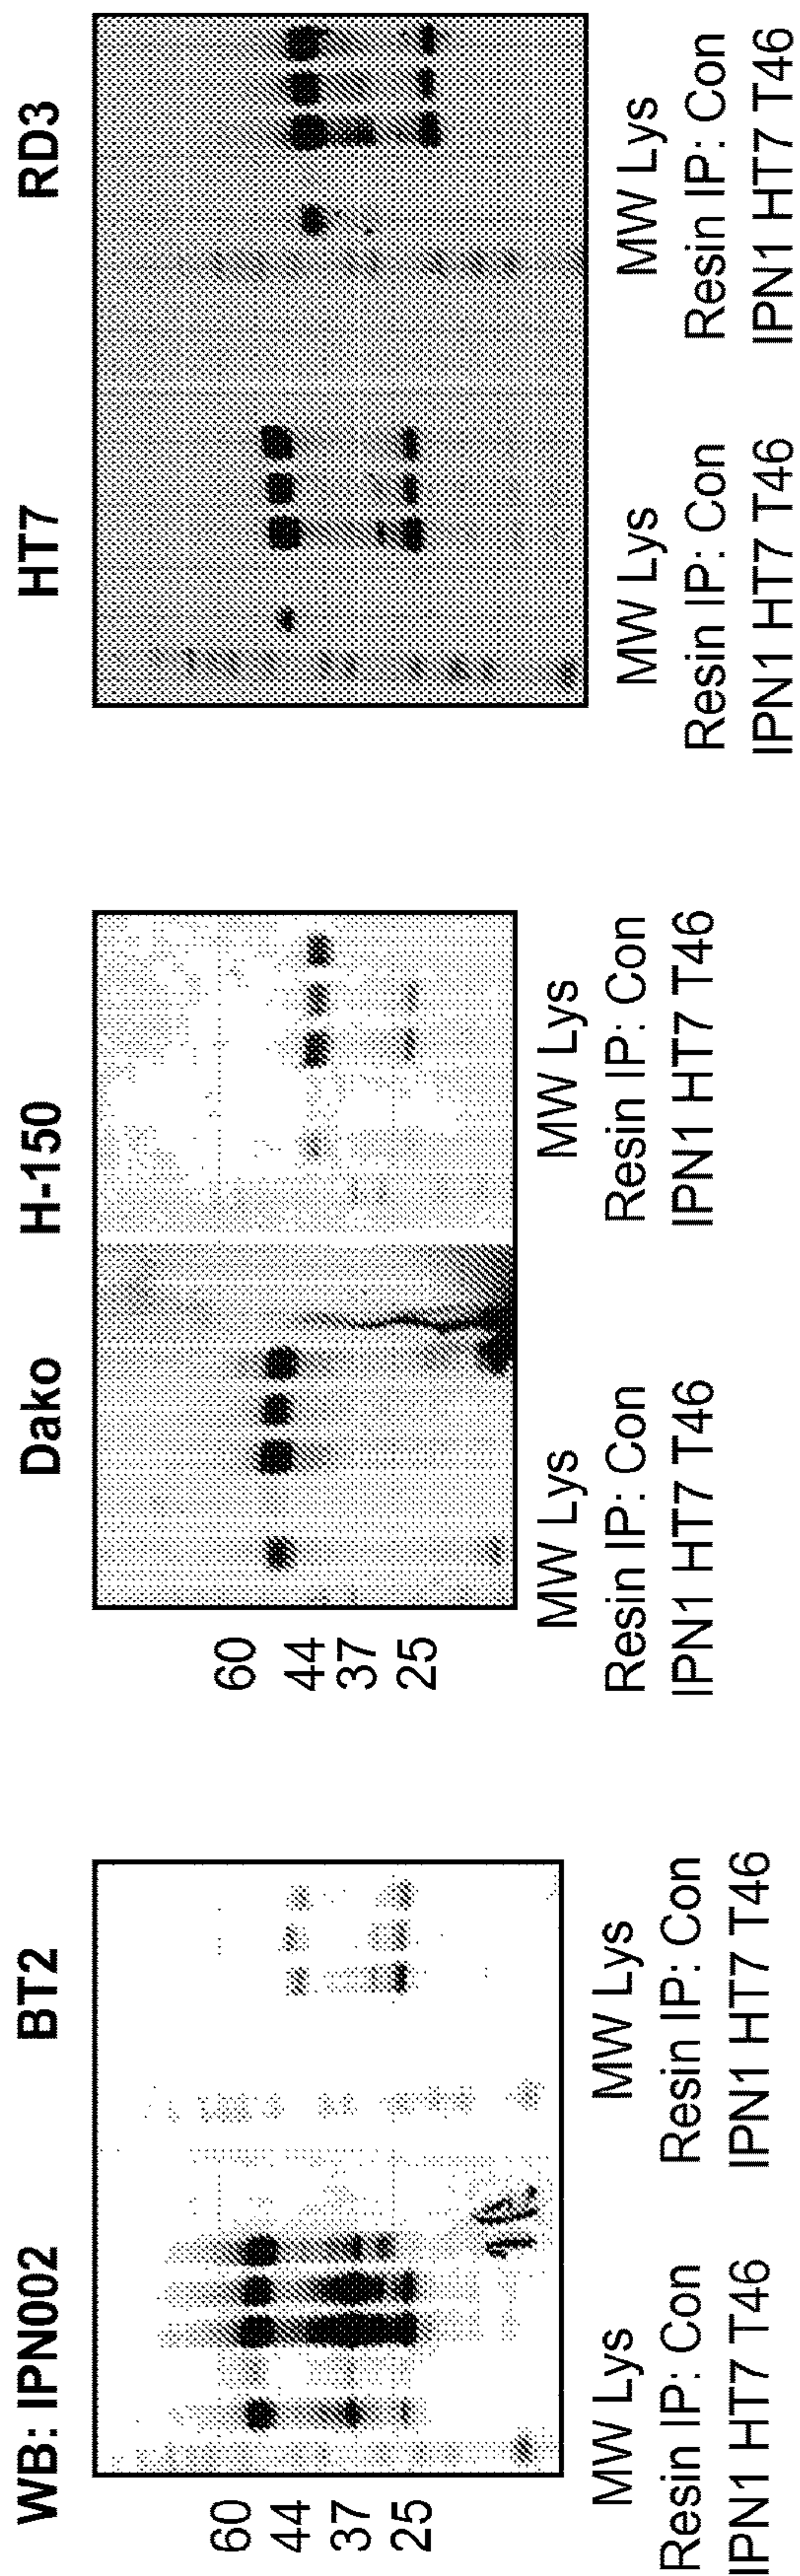 WB: IPN002
BT2
60
44
37
25
MW Lys
Resin IP: Con
IPN1 HT7 T46
MW Lys
Resin IP: Con
IPN1 HT7 T46
Dako
H-150
60
44
37
25
MW Lys
Resin IP: Con
IPN1 HT7 T46
MW Lys
Resin IP: Con
IPN1 HT7 T46
HT7
RD3
MW Lys
Resin IP: Con
IPN1 HT7 T46
MW Lys
Resin IP: Con
IPN1 HT7 T46